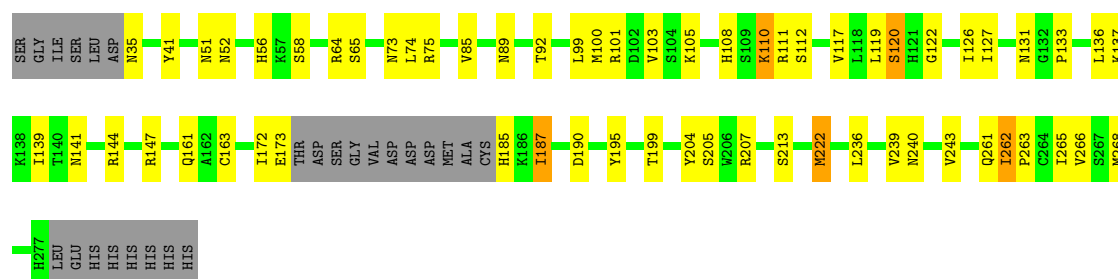 SER GLY ILE SER LEU ASP N35 Y41 N51 N52 H56 K57 S58 R64 S65 N73 L74 R75 V85 N89 T92 L99 M100 R101 D102 V103 S104 K105 H108 S109 K110 R111 S112 V117 L118 L119 S120 H121 G122 I126 I127 N131 G132 P133 L136 K137
K138 I139 T140 N141 R144 R147 Q161 A162 C163 I172 E173 THR ASP SER GLY VAL ASP ASP ASP MET ALA CYS H185 K186 I187 D190 Y195 T199 Y204 S205 W206 R207 S213 M222 L236 V239 N240 V243 Q261 I262 P263 C264 I265 V266 S267 M268
H277 LEU GLU HIS HIS HIS HIS HIS HIS